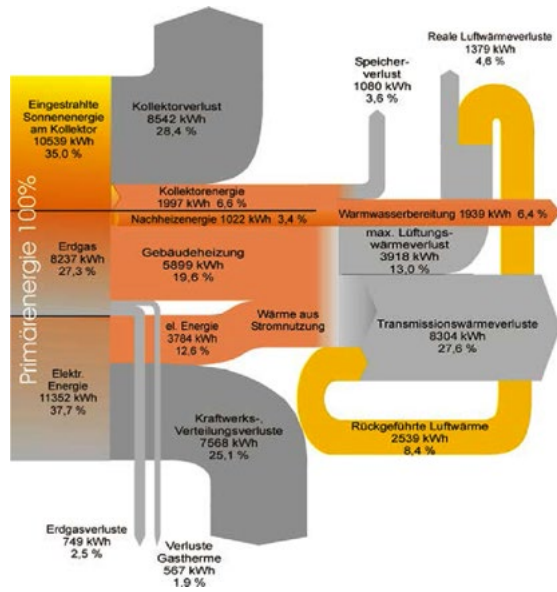 Primärenergie 100%
Eingestrahlte
Sonnenenergie
am Kollektor
10539 kWh
35,0 %
Kollektorverlust
8542 kWh
28,4 %
Speicher-
verlust
1080 kWh
3,6 %
Reale Luftwärmeverluste
1379 kWh
4,6 %
Kollektorenergie
1997 kWh 6,6 %
Nachheizenergie 1022 kWh 3,4 %
Warmwasserbereitung 1939 kWh 6,4 %
Erdgas
8237 kWh
27,3 %
Gebäudeheizung
5899 kWh
19,6 %
max. Lüftungs-
wärmeverlust
3918 kWh
13,0 %
el. Energie
3784 kWh
12,6 %
Wärme aus
Stromnutzung
Transmissionswärmeverluste
8304 kWh
27,6 %
Elektr.
Energie
11352 kWh
37,7 %
Kraftwerks-,
Verteilungsverluste
7568 kWh
25,1 %
Rückgeführte Luftwärme
2539 kWh
8,4 %
Erdgasverluste
749 kWh
2,5 %
Verluste
Gastherme
567 kWh
1,9 %